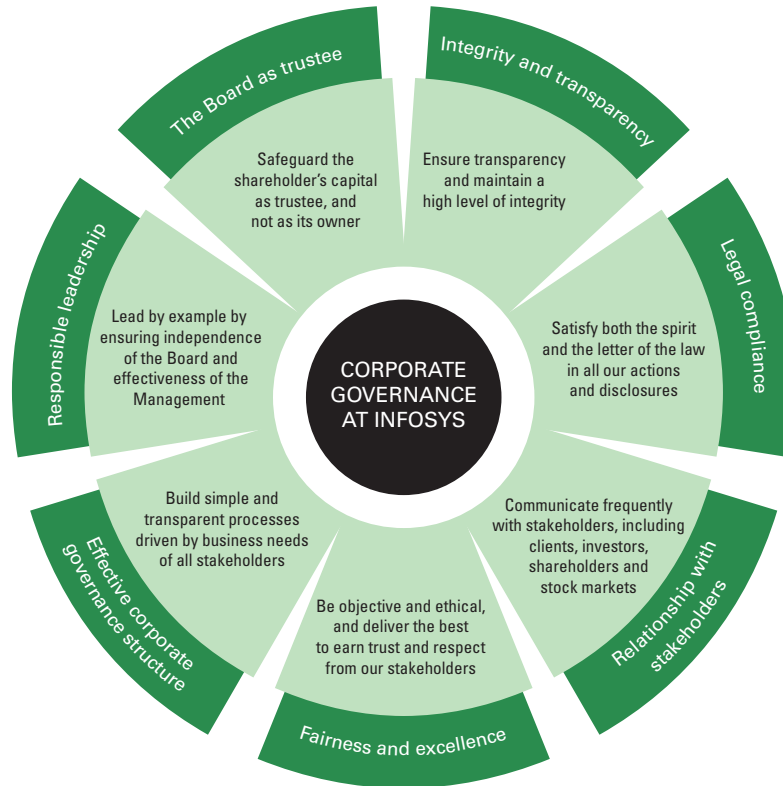 The Board as trustee
Safeguard the
shareholder's capital
as trustee, and
not as its owner
Integrity and transparency
Ensure transparency
and maintain a
high level of integrity
Legal compliance
Satisfy both the spirit
and the letter of the law
in all our actions
and disclosures
Relationship with
stakeholders
Communicate frequently
with stakeholders, including
clients, investors,
shareholders and
stock markets
Fairness and excellence
Be objective and ethical,
and deliver the best
to earn trust and respect
from our stakeholders
Effective corporate
governance structure
Build simple and
transparent processes
driven by business needs
of all stakeholders
Responsible leadership
Lead by example by
ensuring independence
of the Board and
effectiveness of the
Management
CORPORATE
GOVERNANCE
AT INFOSYS